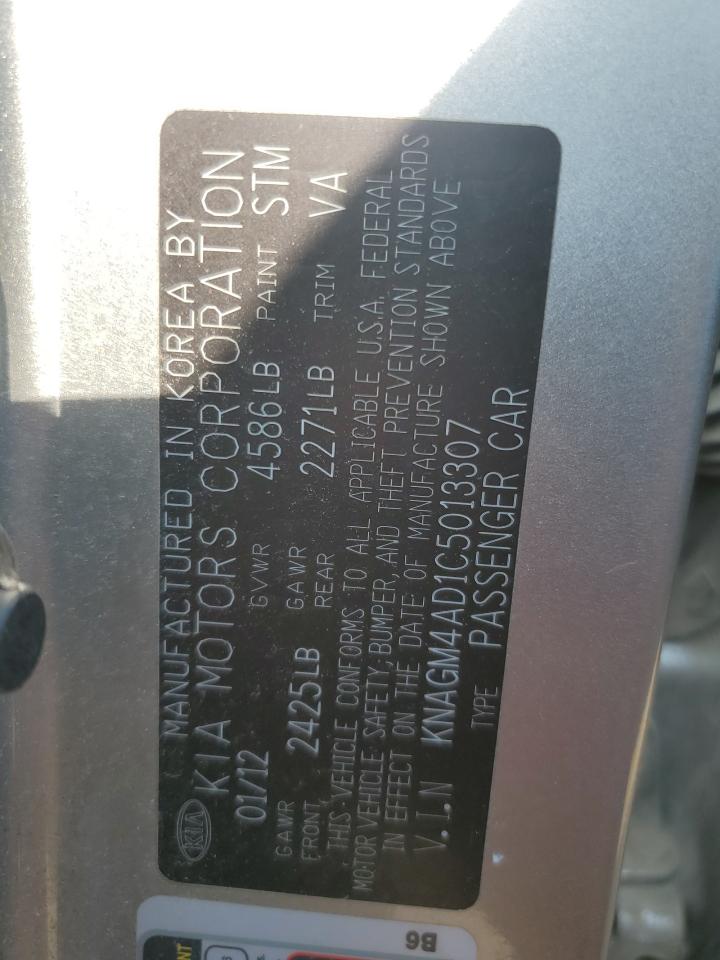 KIA
MANUFACTURED IN KOREA BY
KIA MOTORS CORPORATION
01/12 GVWR 4586LB PAINT STM
GAWR FRONT 2425LB GAWR REAR 2271LB TRIM VA
THIS VEHICLE CONFORMS TO ALL APPLICABLE U.S.A. FEDERAL
MOTOR VEHICLE SAFETY, BUMPER, AND THEFT PREVENTION STANDARDS
IN EFFECT ON THE DATE OF MANUFACTURE SHOWN ABOVE
V.I.N KNAGM4AD1C5013307
TYPE PASSENGER CAR
B6